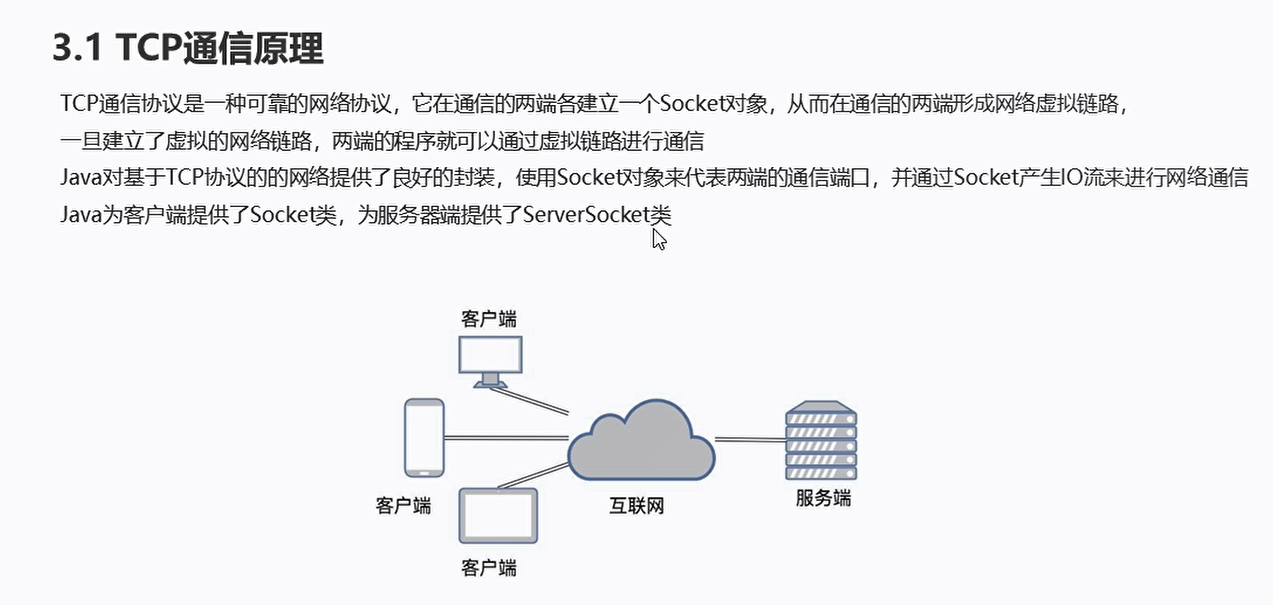 3.1 TCP通信原理
TCP通信协议是一种可靠的网络协议，它在通信的两端各建立一个Socket对象，从而在通信的两端形成网络虚拟链路，
一旦建立了虚拟的网络链路，两端的程序就可以通过虚拟链路进行通信
Java对基于TCP协议的的网络提供了良好的封装，使用Socket对象来代表两端的通信端口，并通过Socket产生IO流来进行网络通信
Java为客户端提供了Socket类，为服务器端提供了ServerSocket类
客户端
客户端
互联网
服务端
客户端